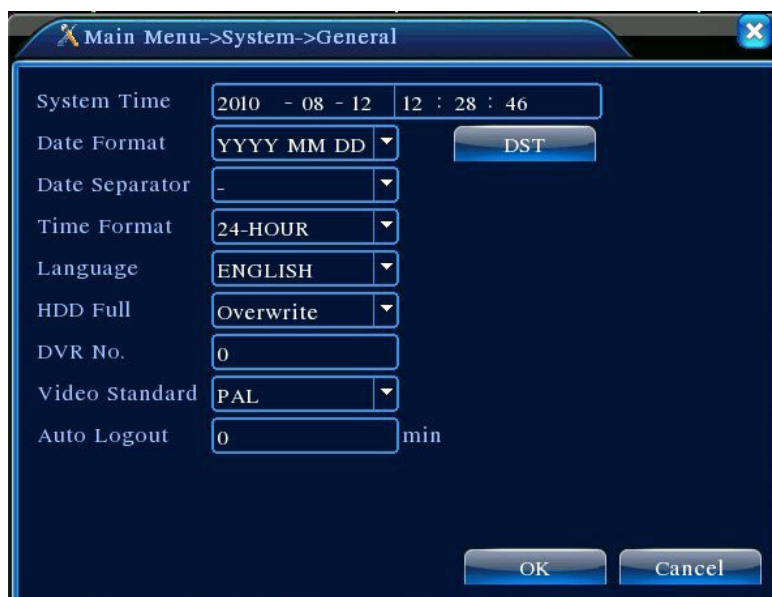 Main Menu->System->General
System Time 2010 - 08 - 12 12 : 28 : 46
Date Format YYYY MM DD DST
Date Separator -
Time Format 24-HOUR
Language ENGLISH
HDD Full Overwrite
DVR No. 0
Video Standard PAL
Auto Logout 0 min
OK Cancel